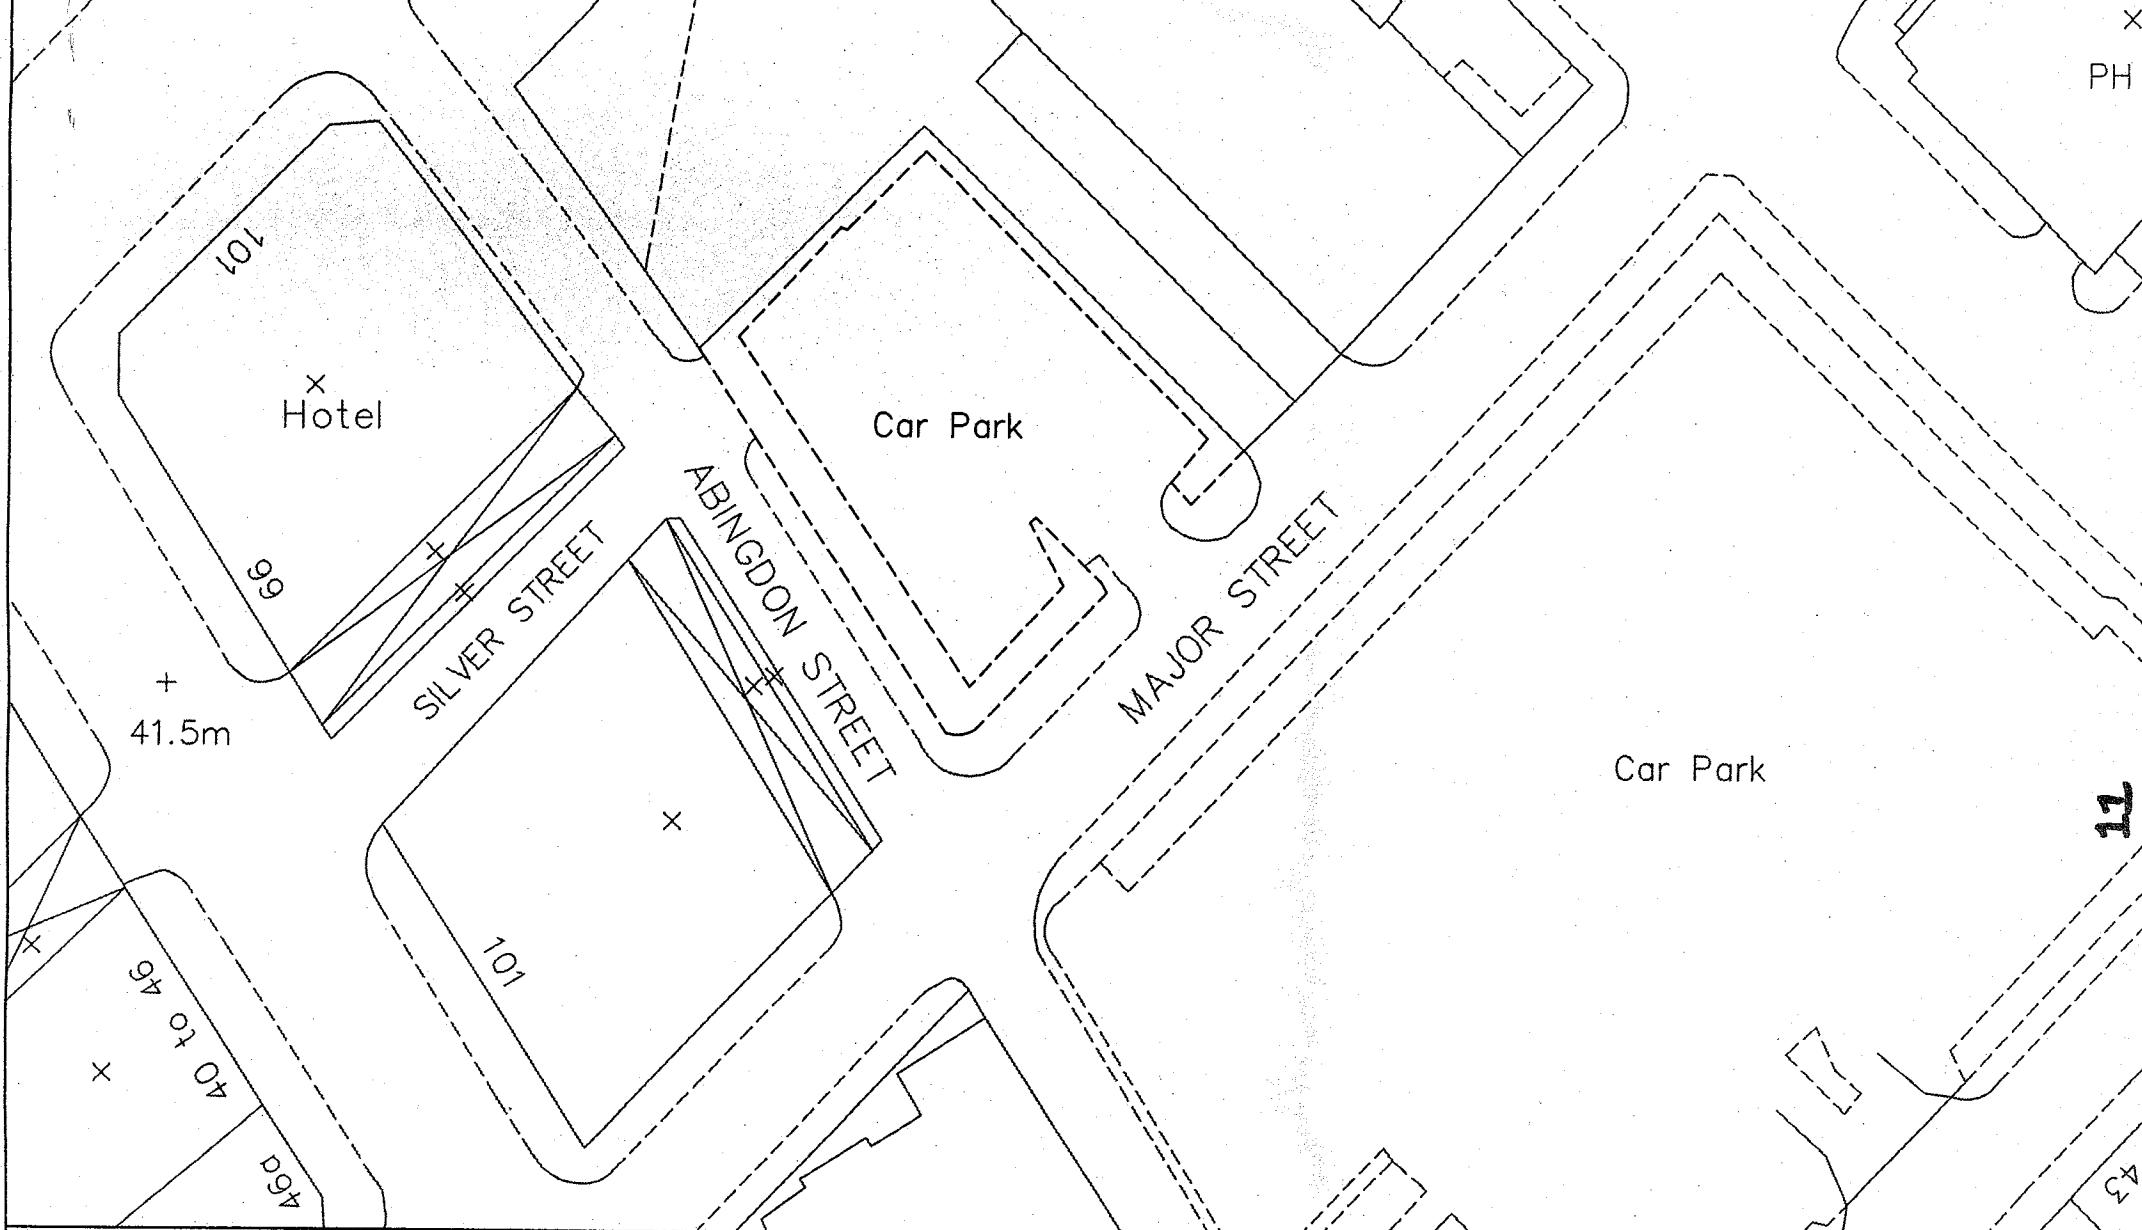 PH
101
Hotel
Car Park
99
SILVER STREET
ABINGDON STREET
MAJOR STREET
41.5m
Car Park
11
101
40 to 46
46a
43